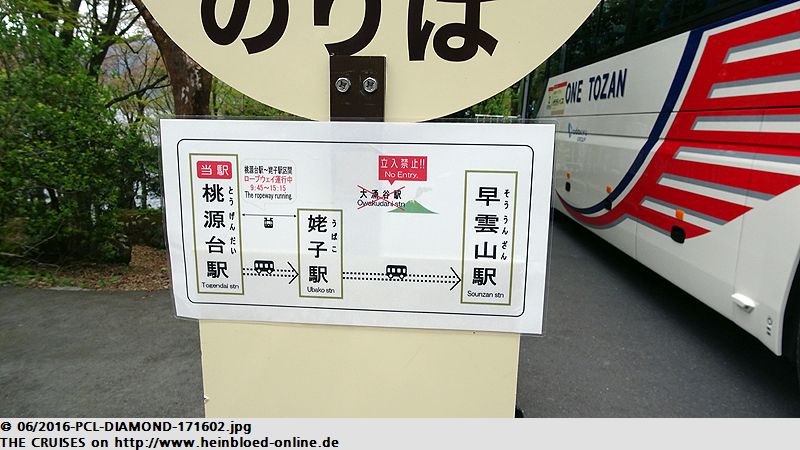 のりば
ONE TOZAN
当駅
桃源台駅
とうげんだい
Togendai stn
桃源台駅〜姥子駅区間
ロープウェイ運行中
9:45〜15:15
The ropeway running
姥子駅
うばこ
Ubako stn
立入禁止!!
No Entry.
大涌谷駅
Owakudani stn
早雲山駅
そううんざん
Sounzan stn
@ 06/2016-PCL-DIAMOND-171602.jpg
THE CRUISES on http://www.heinbloed-online.de